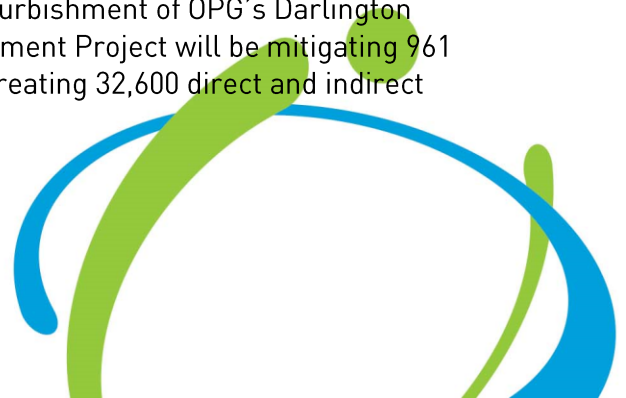 urbishment of OPG's Darlington
ment Project will be mitigating 961
reating 32,600 direct and indirect